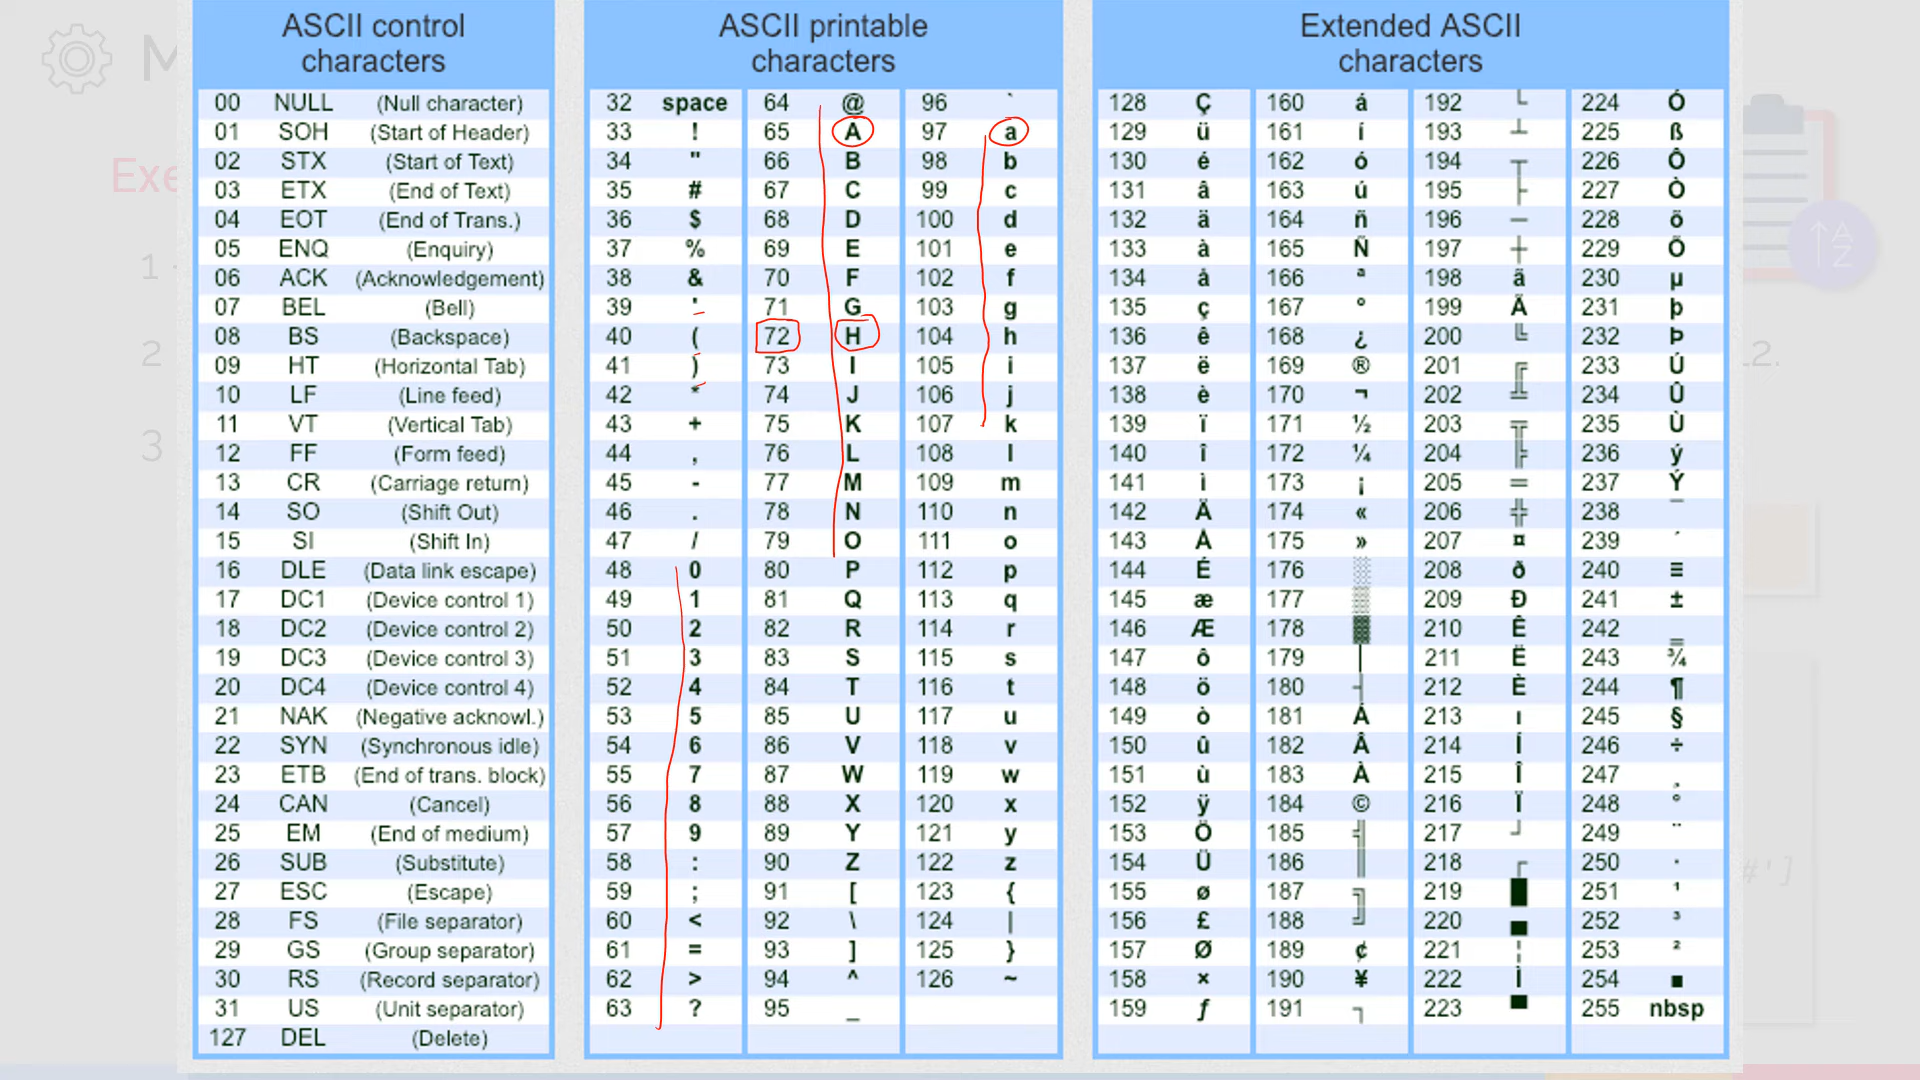 M
Exe
1
2
3
ASCII control
characters
00 NULL (Null character)
01 SOH (Start of Header)
02 STX (Start of Text)
03 ETX (End of Text)
04 EOT (End of Trans.)
05 ENQ (Enquiry)
06 ACK (Acknowledgement)
07 BEL (Bell)
08 BS (Backspace)
09 HT (Horizontal Tab)
10 LF (Line feed)
11 VT (Vertical Tab)
12 FF (Form feed)
13 CR (Carriage return)
14 SO (Shift Out)
15 SI (Shift In)
16 DLE (Data link escape)
17 DC1 (Device control 1)
18 DC2 (Device control 2)
19 DC3 (Device control 3)
20 DC4 (Device control 4)
21 NAK (Negative acknowl.)
22 SYN (Synchronous idle)
23 ETB (End of trans. block)
24 CAN (Cancel)
25 EM (End of medium)
26 SUB (Substitute)
27 ESC (Escape)
28 FS (File separator)
29 GS (Group separator)
30 RS (Record separator)
31 US (Unit separator)
127 DEL (Delete)
ASCII printable
characters
32 space 64 @ 96 `
33 ! 65 A 97 a
34 " 66 B 98 b
35 # 67 C 99 c
36 $ 68 D 100 d
37 % 69 E 101 e
38 & 70 F 102 f
39 ' 71 G 103 g
40 ( 72 H 104 h
41 ) 73 I 105 i
42 * 74 J 106 j
43 + 75 K 107 k
44 , 76 L 108 l
45 - 77 M 109 m
46 . 78 N 110 n
47 / 79 O 111 o
48 0 80 P 112 p
49 1 81 Q 113 q
50 2 82 R 114 r
51 3 83 S 115 s
52 4 84 T 116 t
53 5 85 U 117 u
54 6 86 V 118 v
55 7 87 W 119 w
56 8 88 X 120 x
57 9 89 Y 121 y
58 : 90 Z 122 z
59 ; 91 [ 123 {
60 < 92 \ 124 |
61 = 93 ] 125 }
62 > 94 ^ 126 ~
63 ? 95 _
Extended ASCII
characters
128 Ç 160 á 192 └ 224 Ó
129 ü 161 í 193 ┴ 225 ß
130 é 162 ó 194 ┬ 226 Ô
131 â 163 ú 195 ├ 227 Ò
132 ä 164 ñ 196 ─ 228 õ
133 à 165 Ñ 197 ┼ 229 Õ
134 å 166 ª 198 ã 230 µ
135 ç 167 º 199 Ã 231 þ
136 ê 168 ¿ 200 ╚ 232 Þ
137 ë 169 ® 201 ╔ 233 Ú
138 è 170 ¬ 202 ╩ 234 Û
139 ï 171 ½ 203 ╦ 235 Ù
140 î 172 ¼ 204 ╠ 236 ý
141 ì 173 ¡ 205 ═ 237 Ý
142 Ä 174 « 206 ╬ 238 ¯
143 Å 175 » 207 ¤ 239 ´
144 É 176 ░ 208 ð 240 ≡
145 æ 177 ▒ 209 Ð 241 ±
146 Æ 178 ▓ 210 Ê 242 ‗
147 ô 179 │ 211 Ë 243 ¾
148 ö 180 ┤ 212 È 244 ¶
149 ò 181 Á 213 ı 245 §
150 û 182 Â 214 Í 246 ÷
151 ù 183 À 215 Î 247 ¸
152 ÿ 184 © 216 Ï 248 °
153 Ö 185 ╣ 217 ┘ 249 ¨
154 Ü 186 ║ 218 ┌ 250 ·
155 ø 187 ╗ 219 █ 251 ¹
156 £ 188 ╝ 220 ▄ 252 ³
157 Ø 189 ¢ 221 ¦ 253 ²
158 × 190 ¥ 222 Ì 254 ■
159 ƒ 191 ┐ 223 ▀ 255 nbsp
A
Z
2.
#']